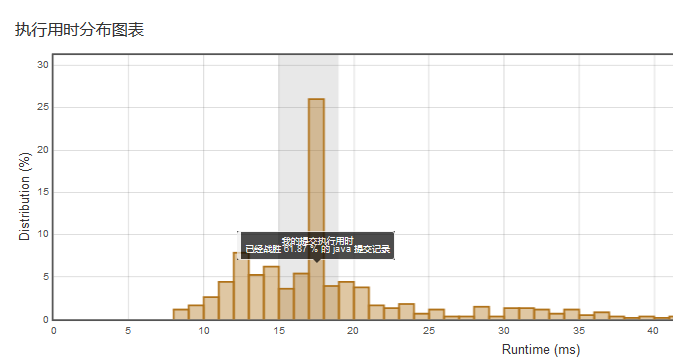 执行用时分布图表
30
25
20
15
10
5
0
Distribution (%)
我的提交执行用时
已经战胜 61.87 % 的 java 提交记录
0 5 10 15 20 25 30 35 40
Runtime (ms)